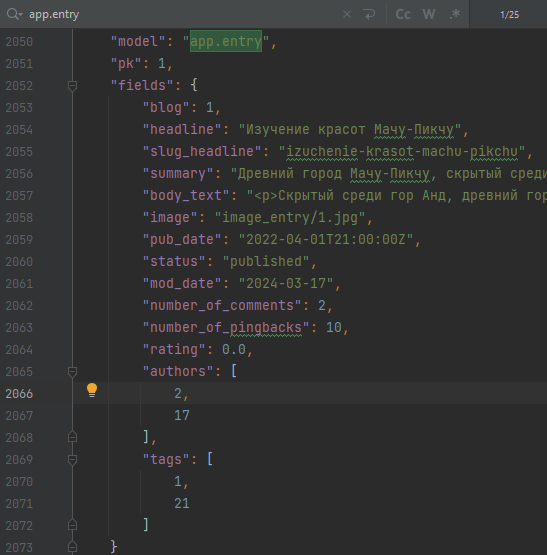 app.entry Cc W .* 1/25
2050 "model": "app.entry",
2051 "pk": 1,
2052 "fields": {
2053 "blog": 1,
2054 "headline": "Изучение красот Мачу-Пикчу",
2055 "slug_headline": "izuchenie-krasot-machu-pikchu",
2056 "summary": "Древний город Мачу-Пикчу, скрытый среди
2057 "body_text": "<p>Скрытый среди гор Анд, древний гор
2058 "image": "image_entry/1.jpg",
2059 "pub_date": "2022-04-01T21:00:00Z",
2060 "status": "published",
2061 "mod_date": "2024-03-17",
2062 "number_of_comments": 2,
2063 "number_of_pingbacks": 10,
2064 "rating": 0.0,
2065 "authors": [
2066 2,
2067 17
2068 ],
2069 "tags": [
2070 1,
2071 21
2072 ]
2073 }